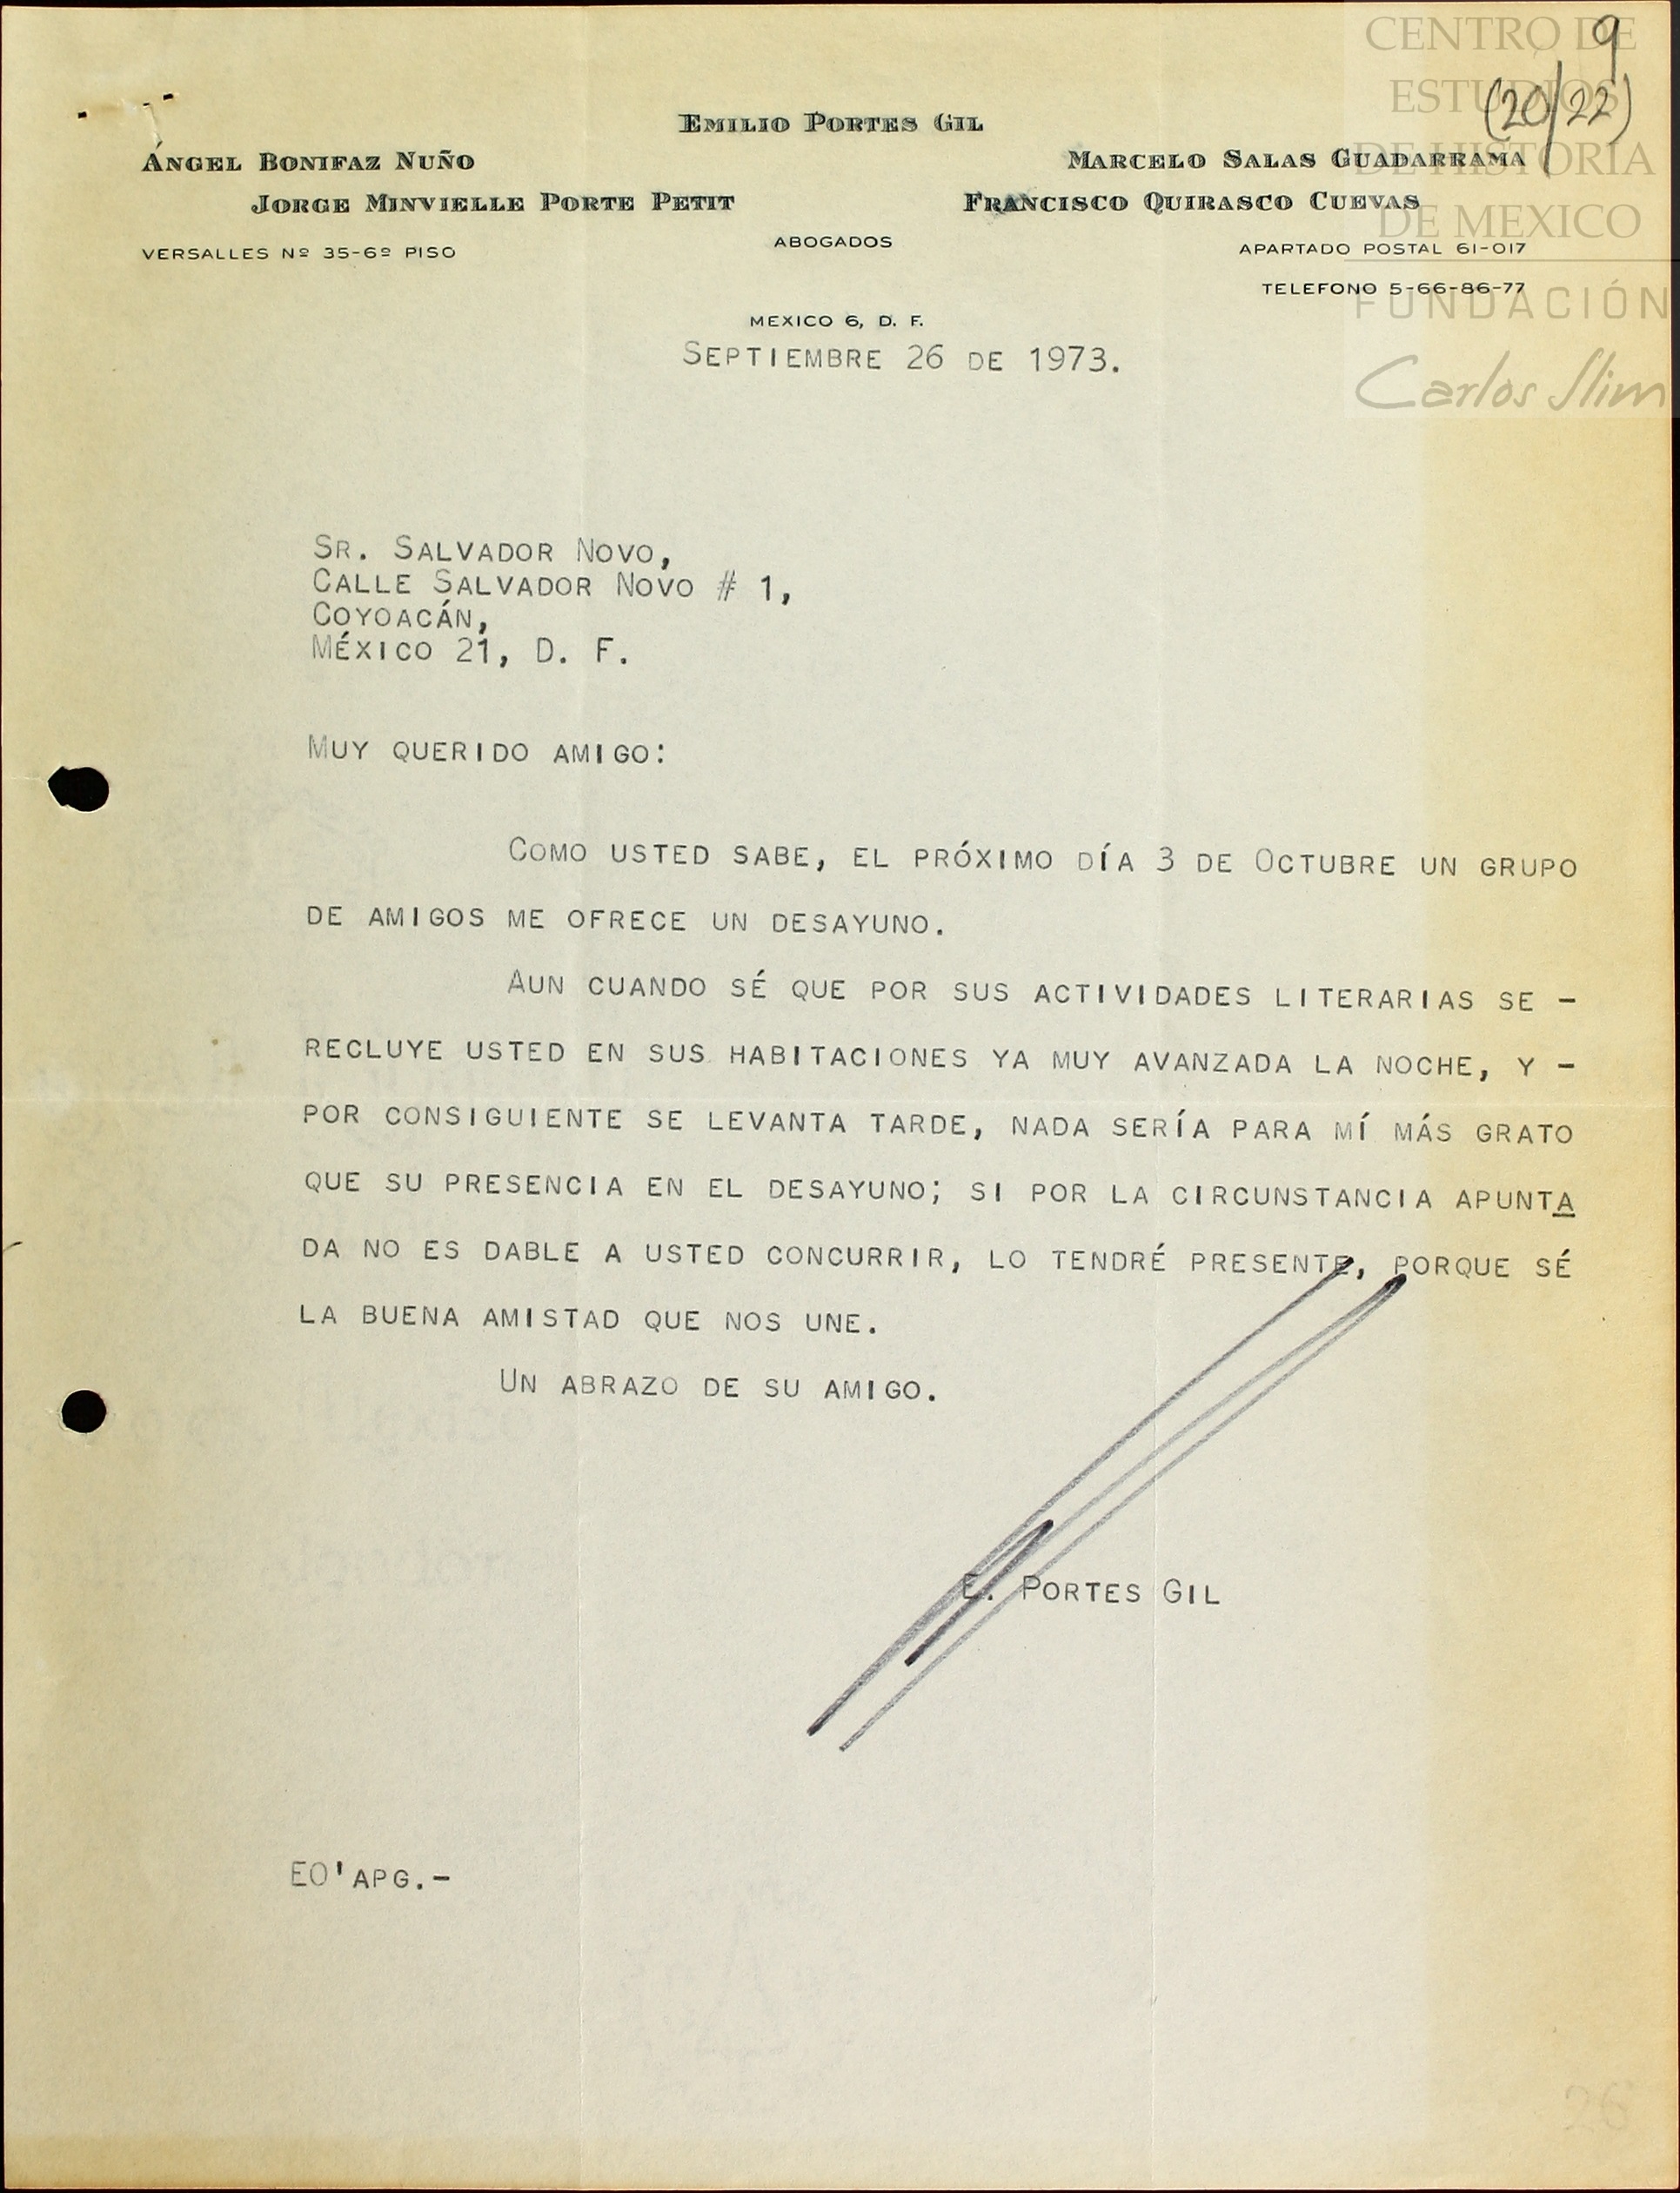 9
(20/22)
CENTRO DE
ESTUDIOS
DE HISTORIA
DE MEXICO
FUNDACIÓN
Carlos Slim
EMILIO PORTES GIL
ÁNGEL BONIFAZ NUÑO
MARCELO SALAS GUADARRAMA
JORGE MINVIELLE PORTE PETIT
FRANCISCO QUIRASCO CUEVAS
ABOGADOS
VERSALLES Nº 35-6º PISO
APARTADO POSTAL 61-017
TELEFONO 5-66-86-77
MEXICO 6, D. F.
SEPTIEMBRE 26 DE 1973.
SR. SALVADOR NOVO,
CALLE SALVADOR NOVO # 1,
COYOACÁN,
MÉXICO 21, D. F.
MUY QUERIDO AMIGO:
COMO USTED SABE, EL PRÓXIMO DÍA 3 DE OCTUBRE UN GRUPO
DE AMIGOS ME OFRECE UN DESAYUNO.
AUN CUANDO SÉ QUE POR SUS ACTIVIDADES LITERARIAS SE -
RECLUYE USTED EN SUS HABITACIONES YA MUY AVANZADA LA NOCHE, Y -
POR CONSIGUIENTE SE LEVANTA TARDE, NADA SERÍA PARA MÍ MÁS GRATO
QUE SU PRESENCIA EN EL DESAYUNO; SI POR LA CIRCUNSTANCIA APUNTA
DA NO ES DABLE A USTED CONCURRIR, LO TENDRÉ PRESENTE, PORQUE SÉ
LA BUENA AMISTAD QUE NOS UNE.
UN ABRAZO DE SU AMIGO.
E. PORTES GIL
EO'APG.-
26